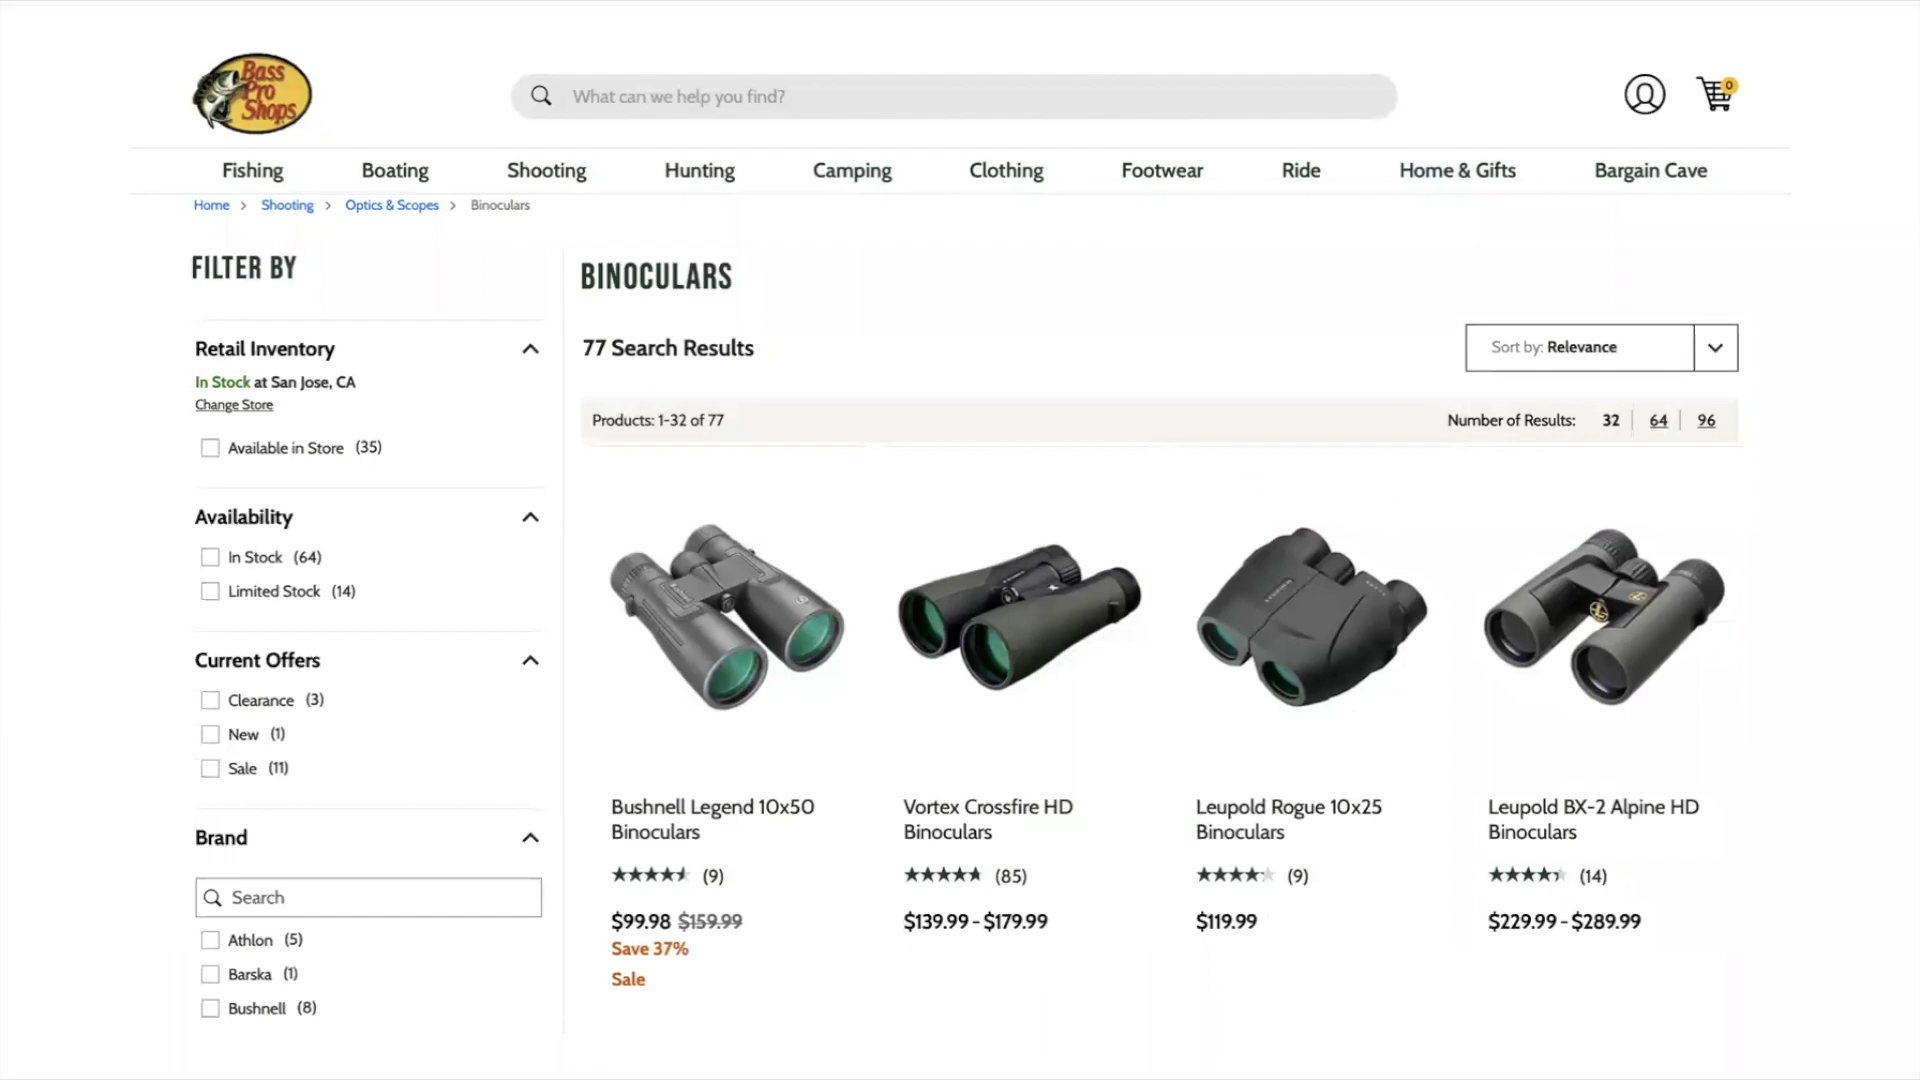 Bass
Pro
Shops
What can we help you find?
0
Fishing Boating Shooting Hunting Camping Clothing Footwear Ride Home & Gifts Bargain Cave
Home > Shooting > Optics & Scopes > Binoculars
FILTER BY
Retail Inventory
In Stock at San Jose, CA
Change Store
Available in Store (35)
Availability
In Stock (64)
Limited Stock (14)
Current Offers
Clearance (3)
New (1)
Sale (11)
Brand
Search
Athlon (5)
Barska (1)
Bushnell (8)
BINOCULARS
77 Search Results
Sort by: Relevance
Products: 1-32 of 77
Number of Results: 32 | 64 | 96
Bushnell Legend 10x50
Binoculars
(9)
$99.98 $159.99
Save 37%
Sale
Vortex Crossfire HD
Binoculars
(85)
$139.99 - $179.99
Leupold Rogue 10x25
Binoculars
(9)
$119.99
Leupold BX-2 Alpine HD
Binoculars
(14)
$229.99 - $289.99